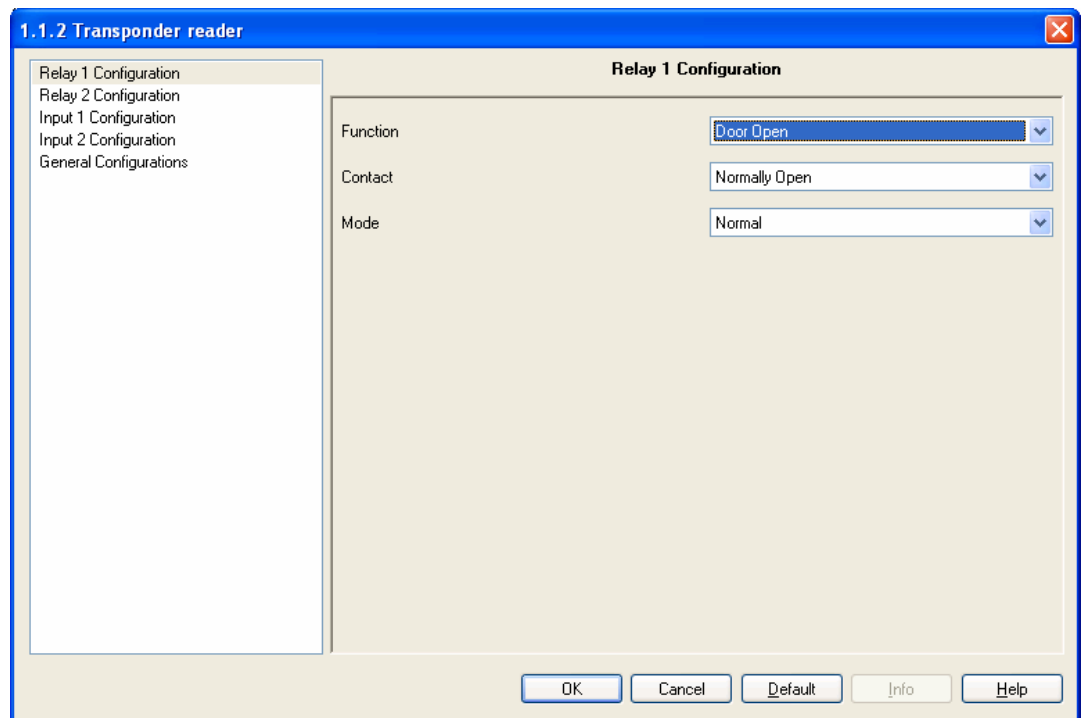 1.1.2 Transponder reader
Relay 1 Configuration
Relay 2 Configuration
Input 1 Configuration
Input 2 Configuration
General Configurations
Relay 1 Configuration
Function
Door Open
Contact
Normally Open
Mode
Normal
OK
Cancel
Default
Info
Help